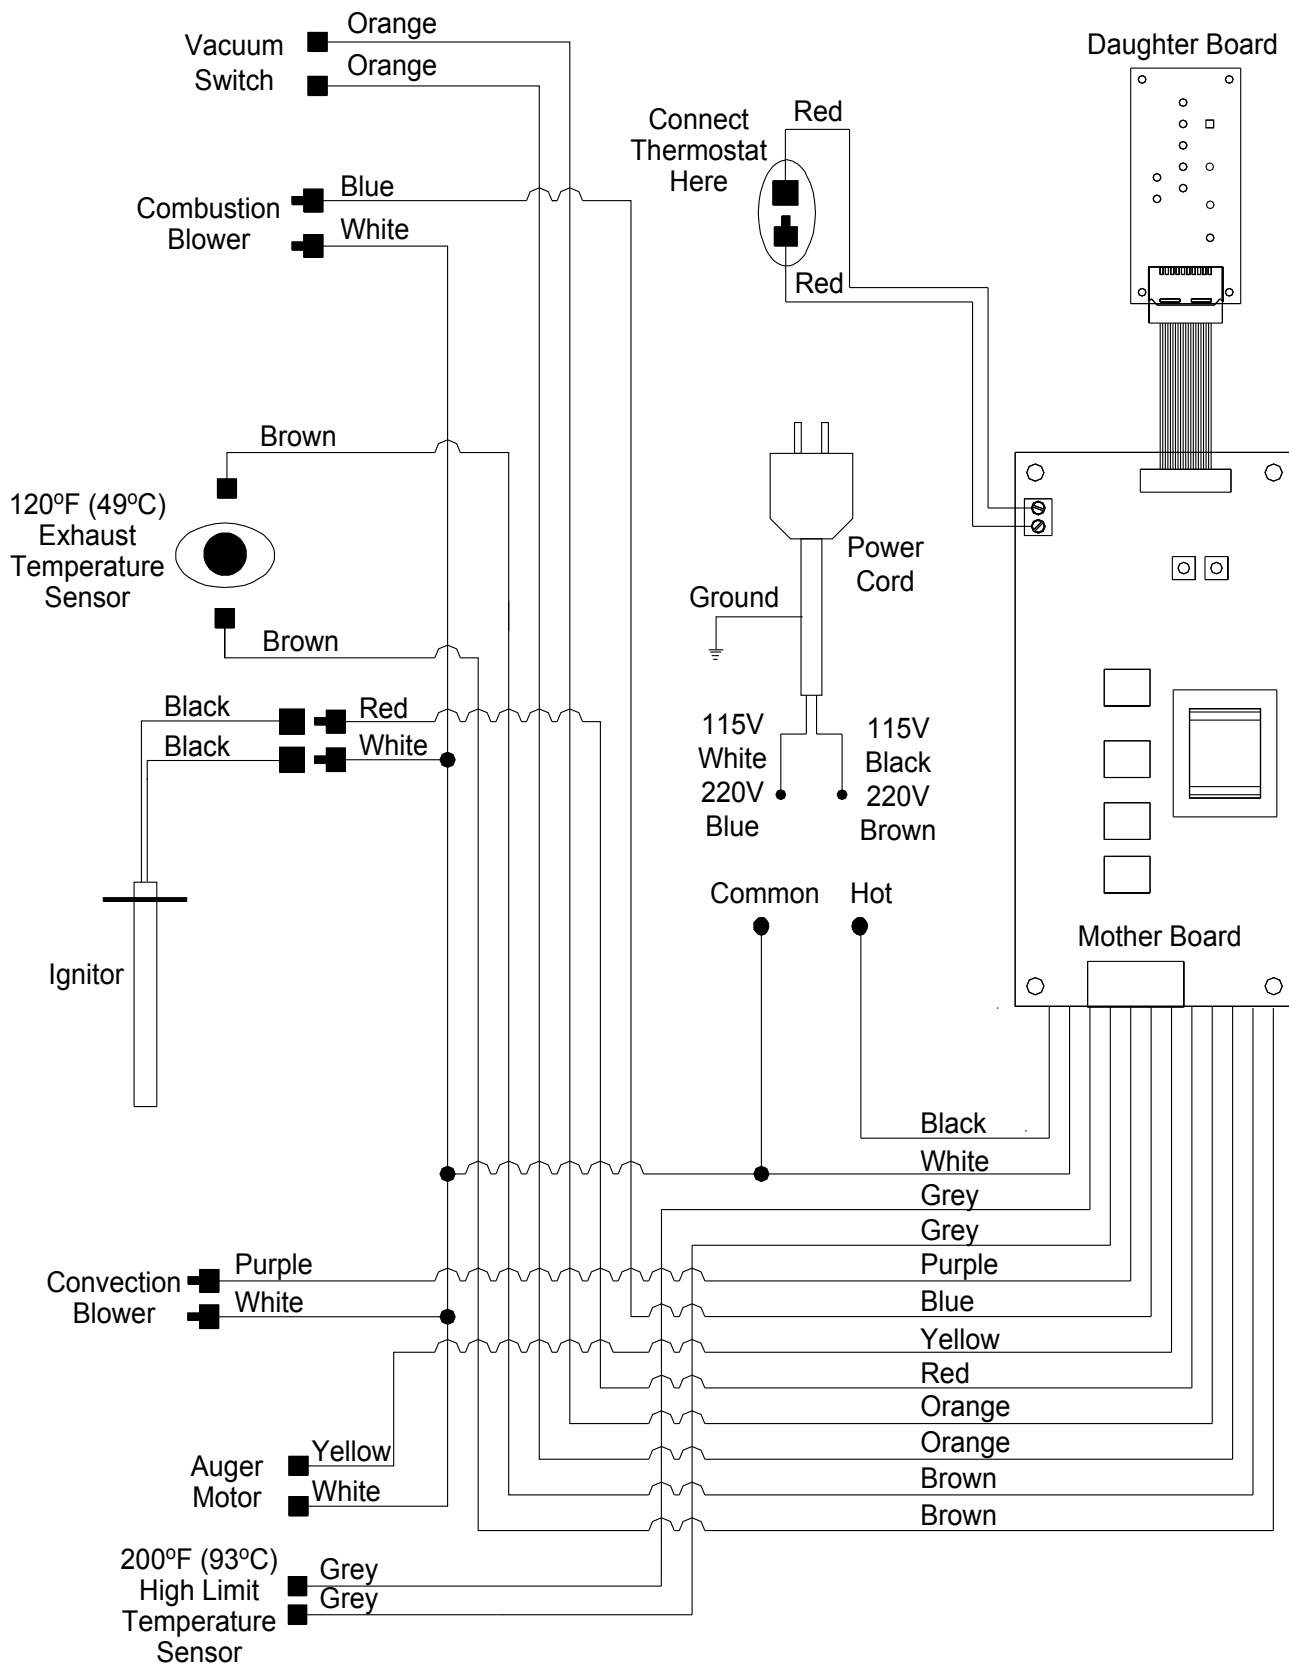 Orange
Vacuum
Switch
Orange
Daughter Board
Connect
Thermostat
Here
Red
Red
Combustion
Blower
Blue
White
Brown
120ºF (49ºC)
Exhaust
Temperature
Sensor
Brown
Power
Cord
Ground
Black
Red
Black
White
115V
White
220V
Blue
115V
Black
220V
Brown
Common
Hot
Mother Board
Ignitor
Black
White
Grey
Grey
Purple
Blue
Yellow
Red
Orange
Orange
Brown
Brown
Convection
Blower
Purple
White
Auger
Motor
Yellow
White
200ºF (93ºC)
High Limit
Temperature
Sensor
Grey
Grey